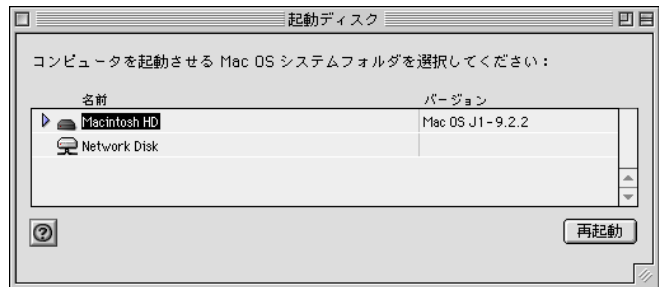 起動ディスク
コンピュータを起動させる Mac OS システムフォルダを選択してください：
名前 バージョン
Macintosh HD Mac OS J1-9.2.2
Network Disk
再起動